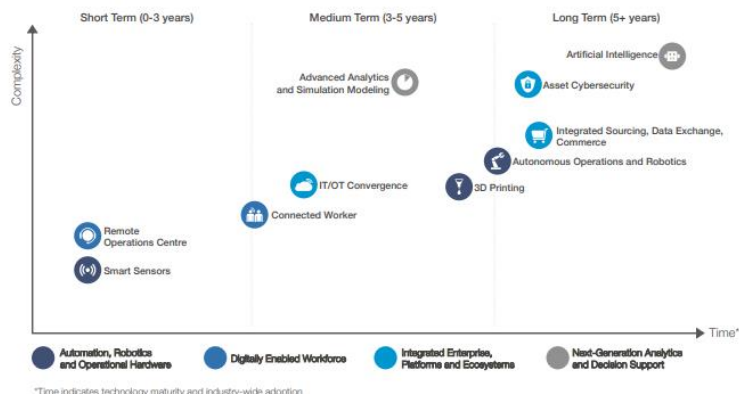 Short Term (0-3 years)
Medium Term (3-5 years)
Long Term (5+ years)
Complexity
Artificial Intelligence
Advanced Analytics
and Simulation Modeling
Asset Cybersecurity
Integrated Sourcing, Data Exchange,
Commerce
Autonomous Operations and Robotics
IT/OT Convergence
3D Printing
Connected Worker
Remote
Operations Centre
Smart Sensors
Time*
Automation, Robotics
and Operational Hardware
Digitally Enabled Workforce
Integrated Enterprise,
Platforms and Ecosystems
Next-Generation Analytics
and Decision Support
*Time indicates technology maturity and industry-wide adoption